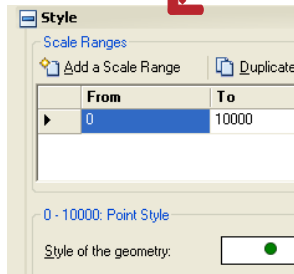 Style
Scale Ranges
Add a Scale Range Duplicate
From To
0 10000
0 - 10000: Point Style
Style of the geometry: